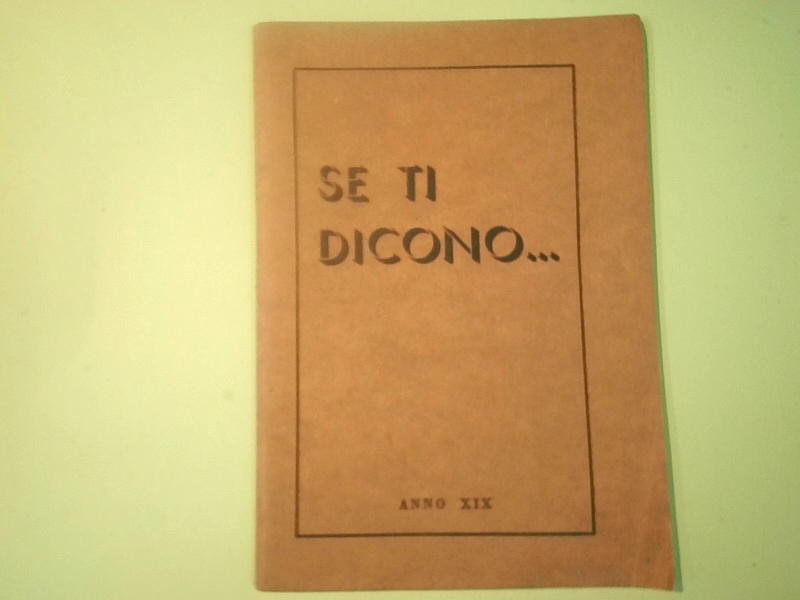 SE TI
DICONO...
ANNO XIX